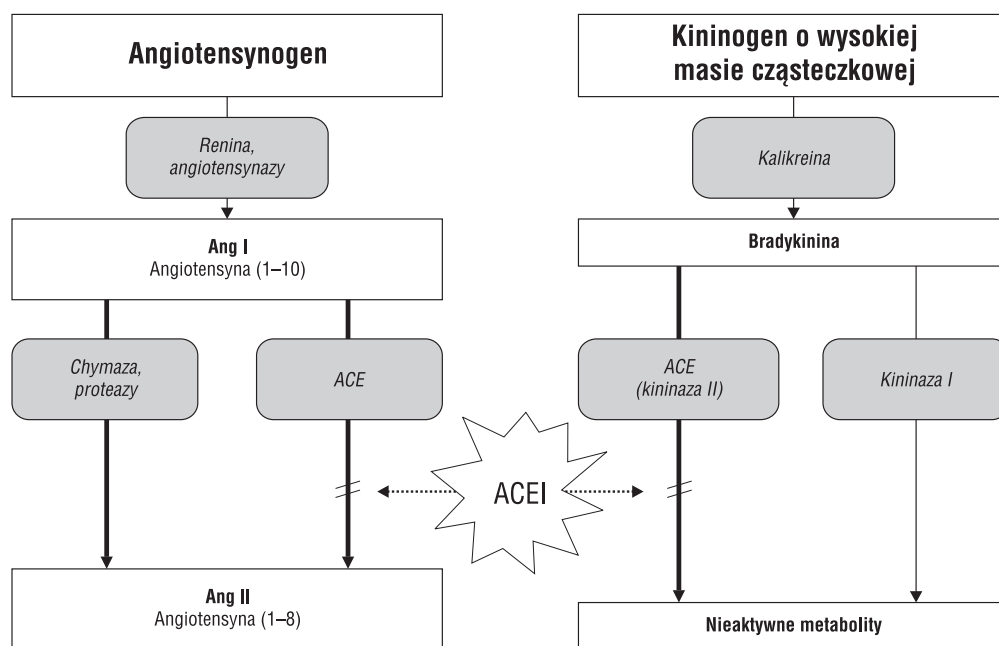 Angiotensynogen
Kininogen o wysokiej
masie cząsteczkowej
Renina,
angiotensynazy
Kalikreina
Ang I
Angiotensyna (1–10)
Bradykinina
Chymaza,
proteazy
ACE
ACE
(kininaza II)
Kininaza I
ACEI
Ang II
Angiotensyna (1–8)
Nieaktywne metabolity